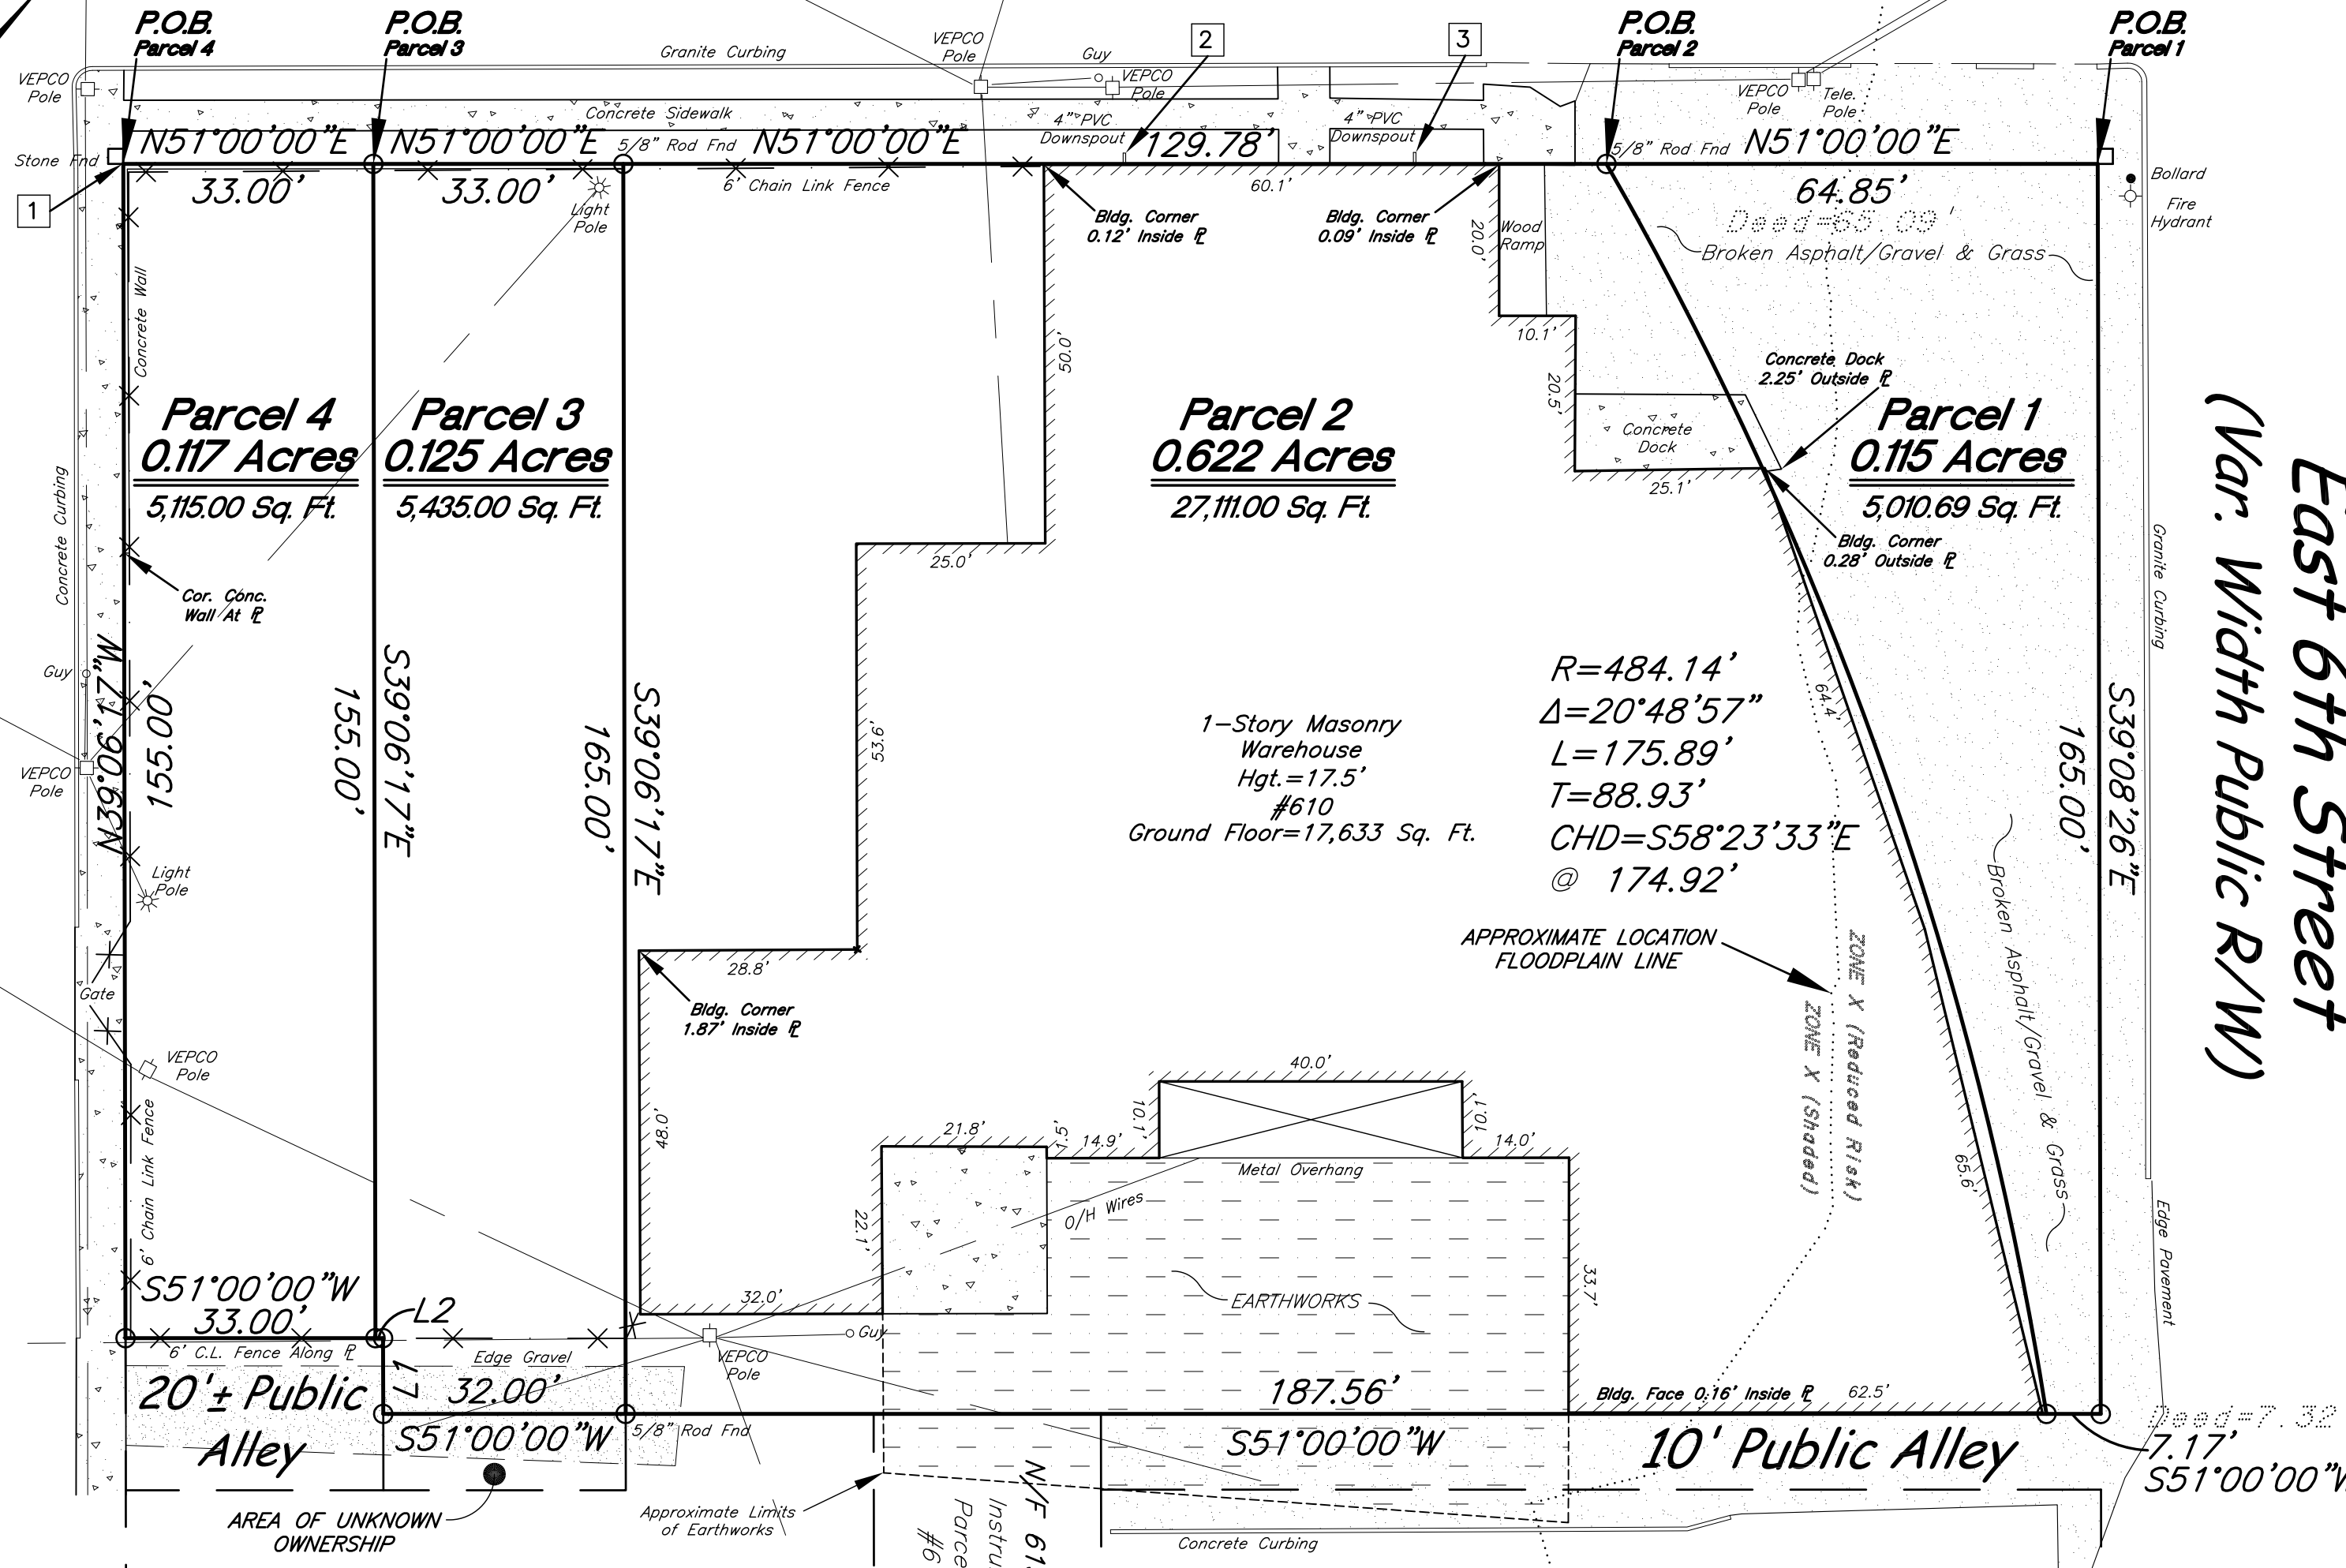 P.O.B.
Parcel 4
P.O.B.
Parcel 3
P.O.B.
Parcel 2
P.O.B.
Parcel 1
Granite Curbing
VEPCO
Pole
Guy
2
3
VEPCO
Pole
VEPCO
Pole
VEPCO
Pole
Tele.
Pole
Concrete Sidewalk
4" PVC
Downspout
4" PVC
Downspout
Stone Fnd
N51°00'00"E
33.00'
N51°00'00"E
33.00'
5/8" Rod Fnd
N51°00'00"E
129.78'
5/8" Rod Fnd
N51°00'00"E
64.85'
Deed=65.09'
6' Chain Link Fence
60.1'
1
Light
Pole
Bldg. Corner
0.12' Inside ℄
Bldg. Corner
0.09' Inside ℄
20.0'
Wood
Ramp
Broken Asphalt/Gravel & Grass
Bollard
Fire
Hydrant
Concrete Wall
50.0'
10.1'
20.5'
Concrete Dock
2.25' Outside ℄
Parcel 4
0.117 Acres
5,115.00 Sq. Ft.
Parcel 3
0.125 Acres
5,435.00 Sq. Ft.
Parcel 2
0.622 Acres
27,111.00 Sq. Ft.
Concrete
Dock
25.1'
Parcel 1
0.115 Acres
5,010.69 Sq. Ft.
East 6th Street
(Var. Width Public R/W)
Concrete Curbing
25.0'
Bldg. Corner
0.28' Outside ℄
Granite Curbing
Cor. Conc.
Wall At ℄
Guy
N39°06'17"W
155.00'
155.00'
S39°06'17"E
165.00'
S39°06'17"E
53.6'
1-Story Masonry
Warehouse
Hgt.=17.5'
#610
Ground Floor=17,633 Sq. Ft.
R=484.14'
Δ=20°48'57"
L=175.89'
T=88.93'
CHD=S58°23'33"E
@ 174.92'
64.4'
165.00'
S39°08'26"E
VEPCO
Pole
Light
Pole
APPROXIMATE LOCATION
FLOODPLAIN LINE
ZONE X (Reduced Risk)
ZONE X (Shaded)
Broken Asphalt/Gravel & Grass
28.8'
Gate
Bldg. Corner
1.87' Inside ℄
VEPCO
Pole
6' Chain Link Fence
48.0'
40.0'
10.1'
10.1'
21.8'
1.5'
14.9'
14.0'
Metal Overhang
65.6'
O/H Wires
22.1'
33.7'
EARTHWORKS
Edge Pavement
S51°00'00"W
33.00'
L2
32.0'
Guy
6' C.L. Fence Along ℄
Edge Gravel
VEPCO
Pole
20'± Public
Alley
L7
32.00'
S51°00'00"W
5/8" Rod Fnd
187.56'
S51°00'00"W
Bldg. Face 0.16' Inside ℄
62.5'
10' Public Alley
Deed=7.32
7.17'
S51°00'00"W
AREA OF UNKNOWN
OWNERSHIP
Approximate Limits
of Earthworks
N/F 61
Instru
Parce
#6
Concrete Curbing